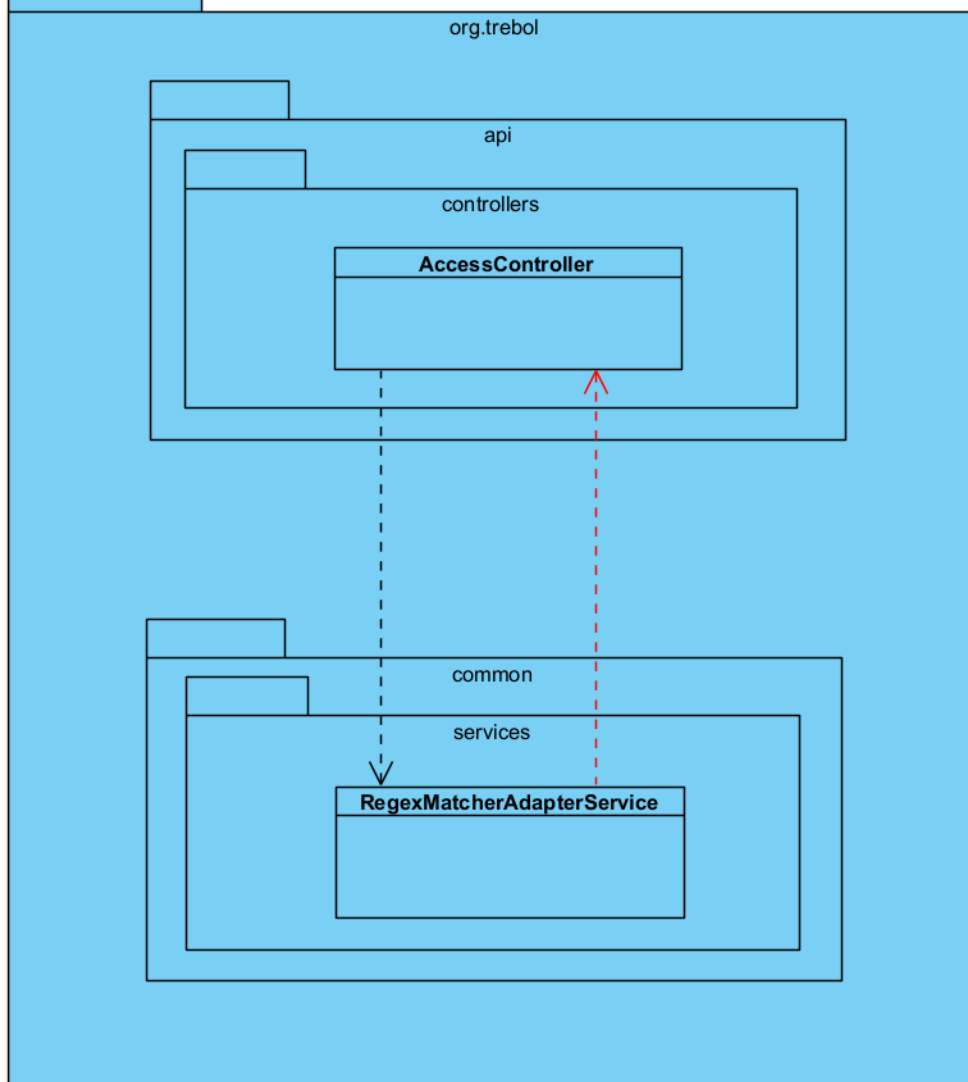 org.trebol
api
controllers
AccessController
common
services
RegexMatcherAdapterService